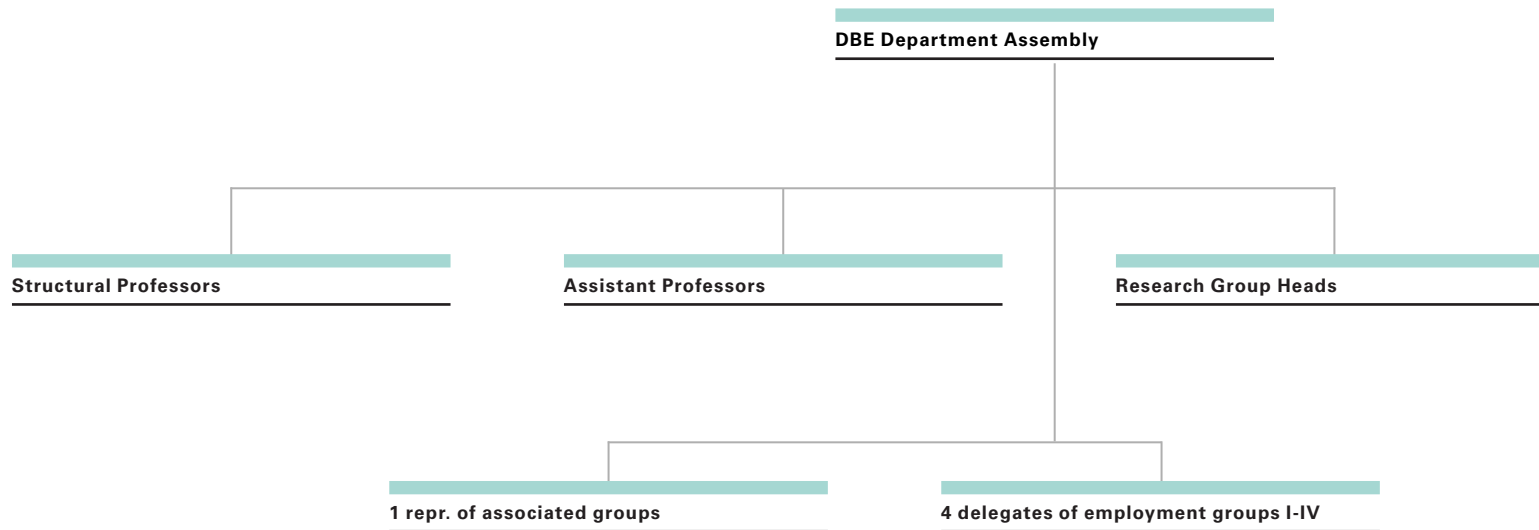 DBE Department Assembly
Structural Professors
Assistant Professors
Research Group Heads
1 repr. of associated groups
4 delegates of employment groups I-IV